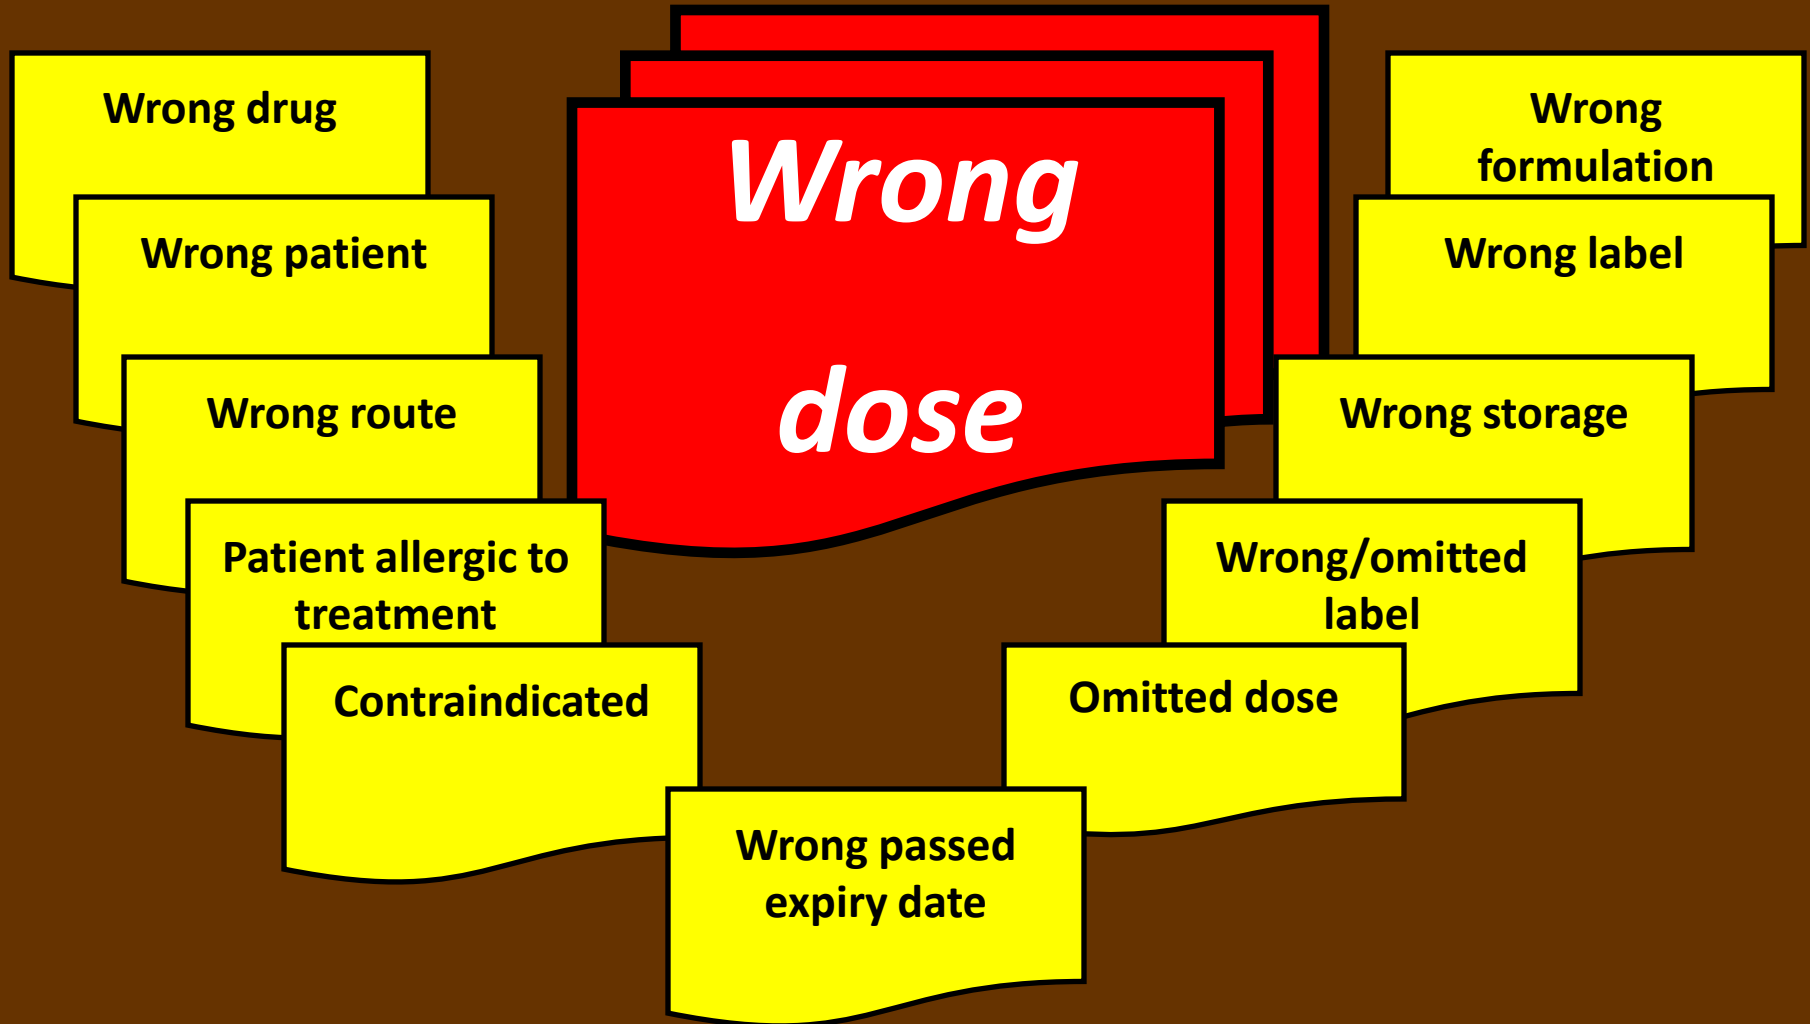 Wrong
dose
Wrong drug
Wrong patient
Wrong route
Patient allergic to
treatment
Contraindicated
Wrong passed
expiry date
Omitted dose
Wrong/omitted
label
Wrong storage
Wrong label
Wrong
formulation